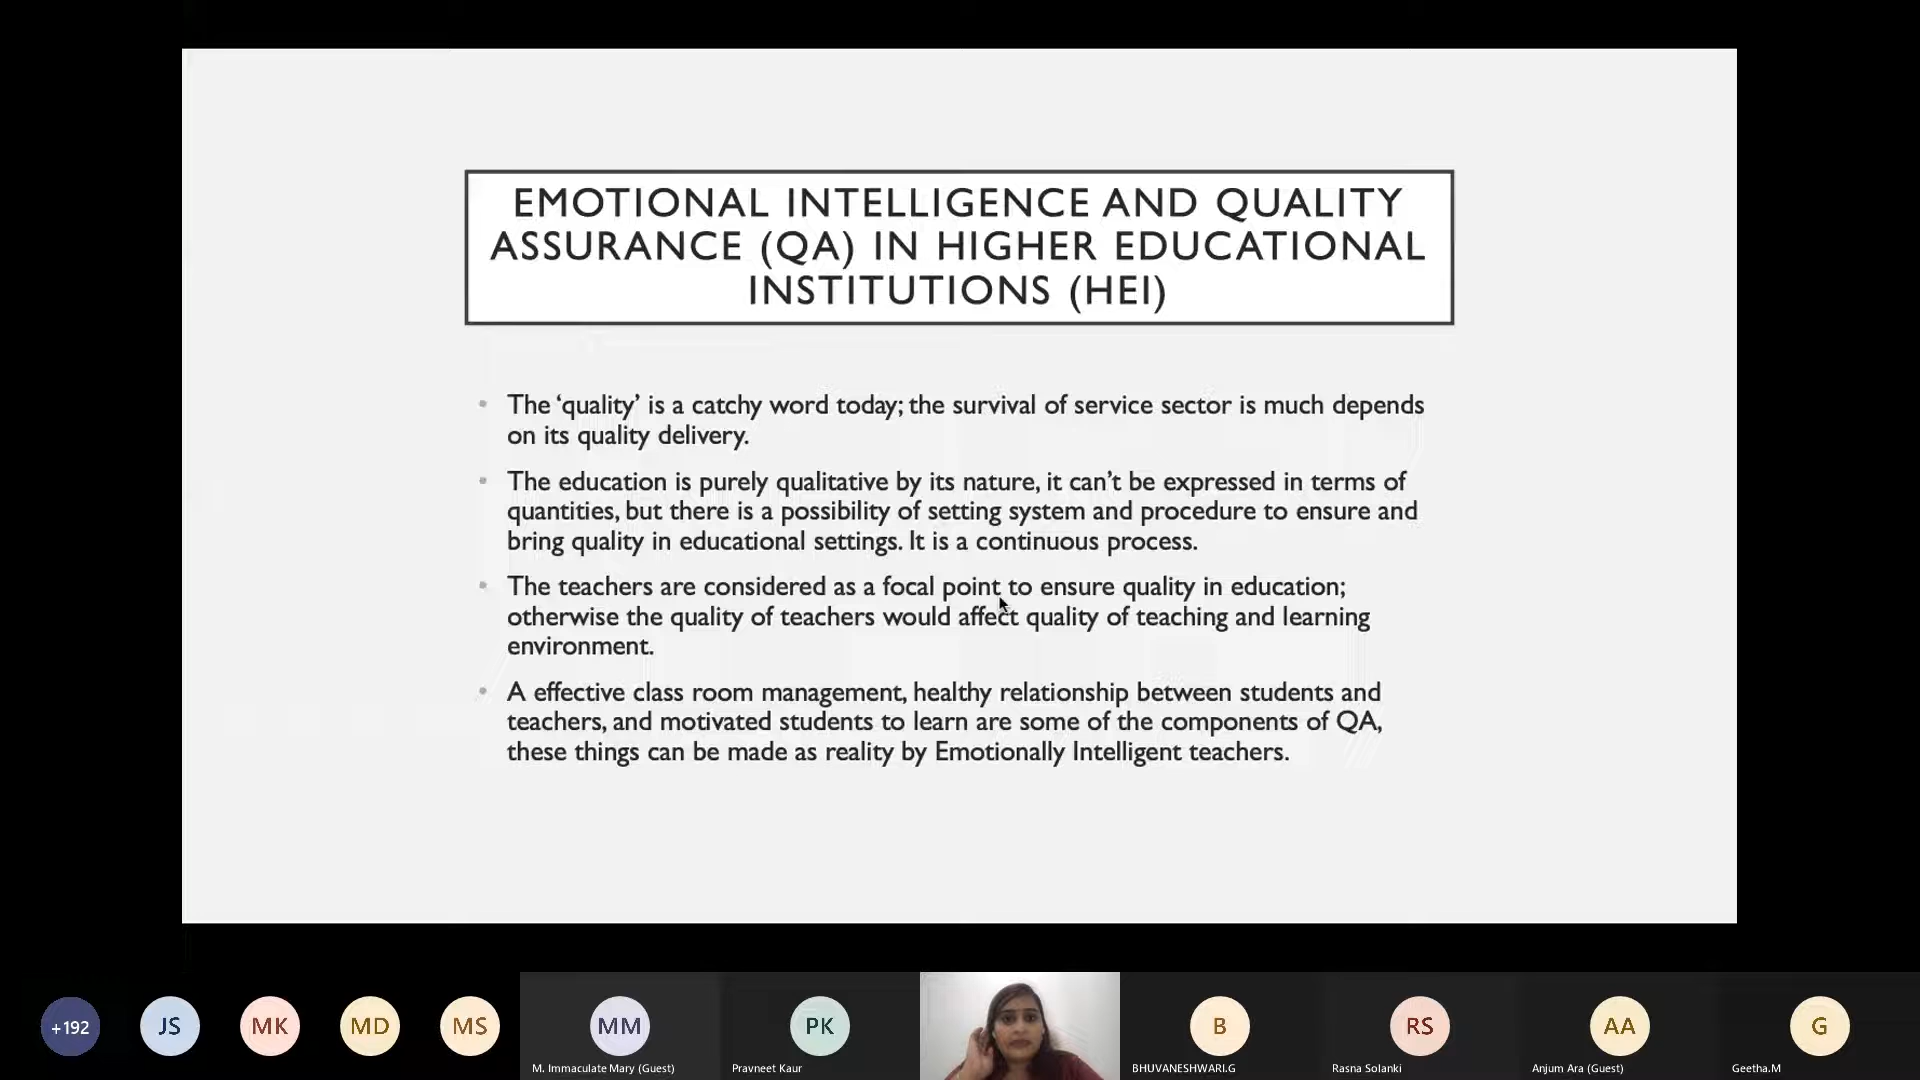 EMOTIONAL INTELLIGENCE AND QUALITY
ASSURANCE (QA) IN HIGHER EDUCATIONAL
INSTITUTIONS (HEI)
• The ‘quality’ is a catchy word today; the survival of service sector is much depends
on its quality delivery.
• The education is purely qualitative by its nature, it can’t be expressed in terms of
quantities, but there is a possibility of setting system and procedure to ensure and
bring quality in educational settings. It is a continuous process.
• The teachers are considered as a focal point to ensure quality in education;
otherwise the quality of teachers would affect quality of teaching and learning
environment.
• A effective class room management, healthy relationship between students and
teachers, and motivated students to learn are some of the components of QA,
these things can be made as reality by Emotionally Intelligent teachers.
+192 JS MK MD MS MM PK B RS AA G
M. Immaculate Mary (Guest) Pravneet Kaur BHUVANESHWARI.G Rasna Solanki Anjum Ara (Guest) Geetha.M